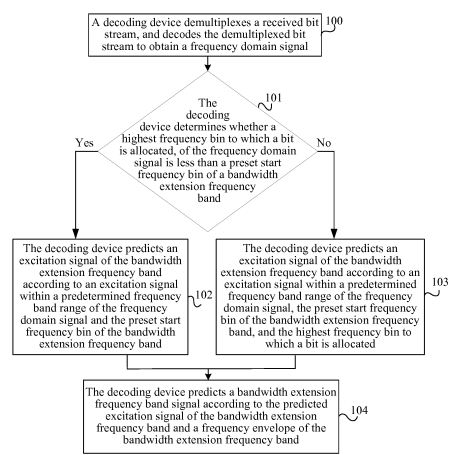 A decoding device demultiplexes a received bit
stream, and decodes the demultiplexed bit
stream to obtain a frequency domain signal
100
The
decoding
device determines whether a
highest frequency bin to which a bit
is allocated, of the frequency domain
signal is less than a preset start
frequency bin of a bandwidth
extension frequency
band
101
Yes
No
The decoding device predicts an
excitation signal of the bandwidth
extension frequency band
according to an excitation signal
within a predetermined frequency
band range of the frequency
domain signal and the preset start
frequency bin of the bandwidth
extension frequency band
102
The decoding device predicts an
excitation signal of the bandwidth
extension frequency band according to an
excitation signal within a predetermined
frequency band range of the frequency
domain signal, the preset start frequency
bin of the bandwidth extension frequency
band, and the highest frequency bin to
which a bit is allocated
103
The decoding device predicts a bandwidth extension
frequency band signal according to the predicted
excitation signal of the bandwidth extension
frequency band and a frequency envelope of the
bandwidth extension frequency band
104